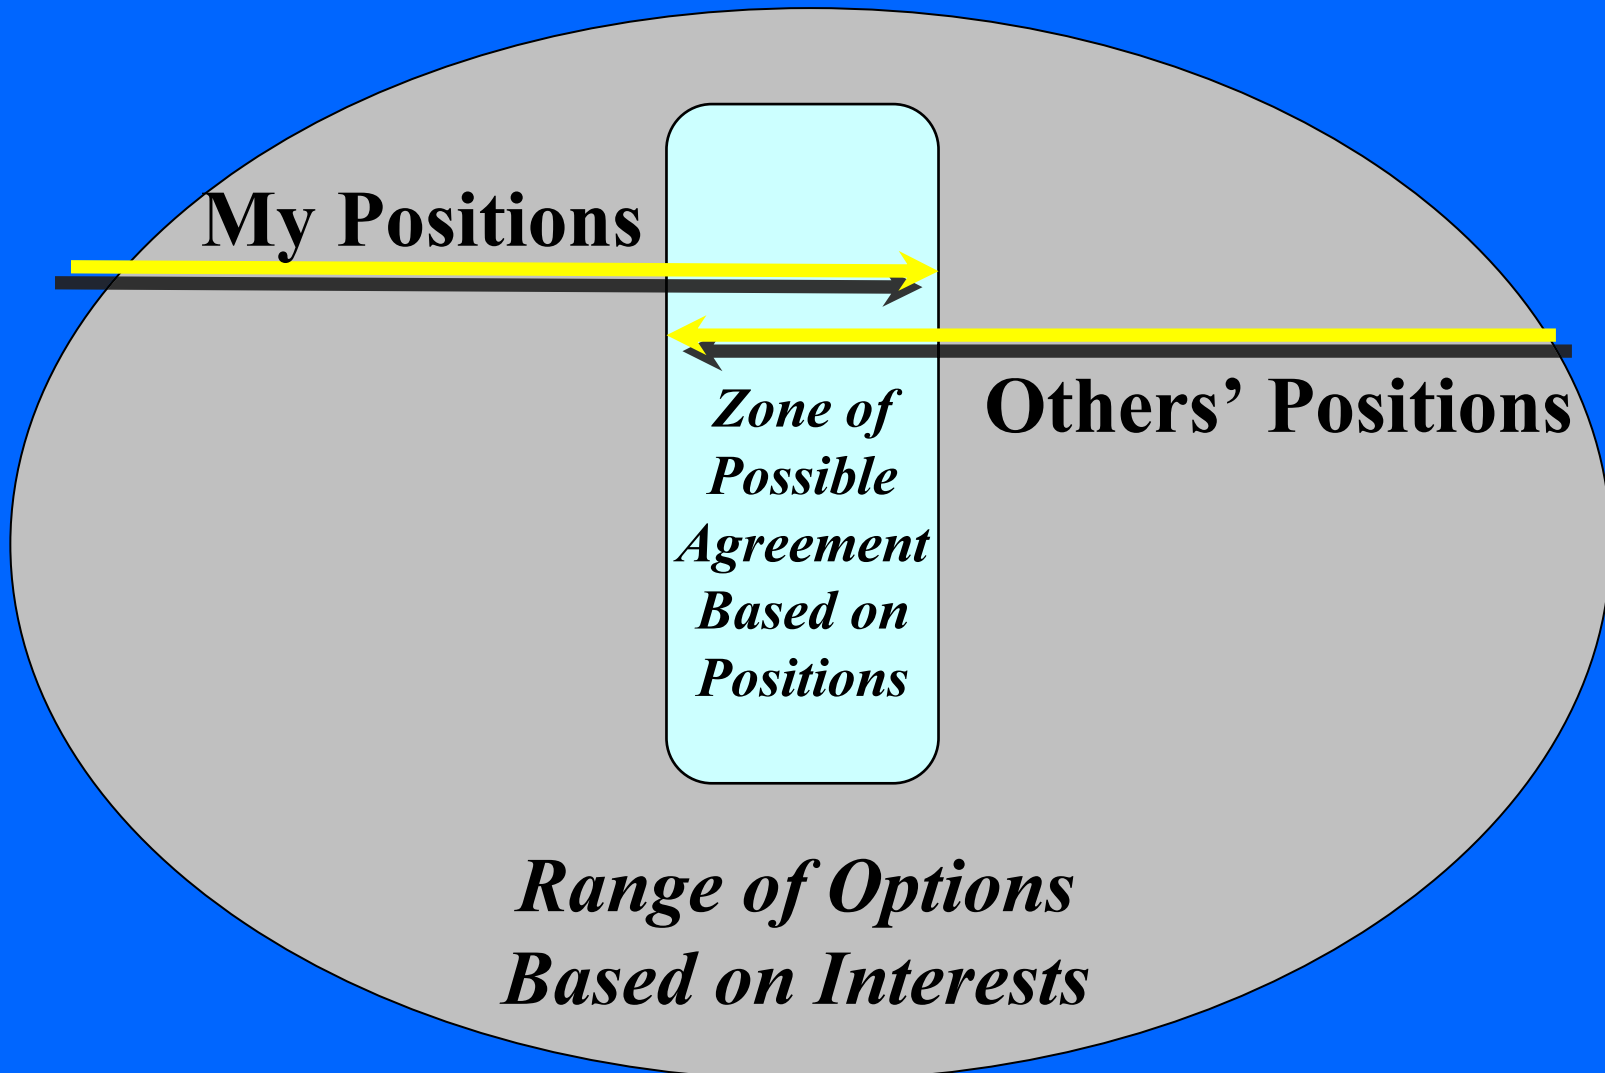 My Positions
Others’ Positions
Zone of
Possible
Agreement
Based on
Positions
Range of Options
Based on Interests